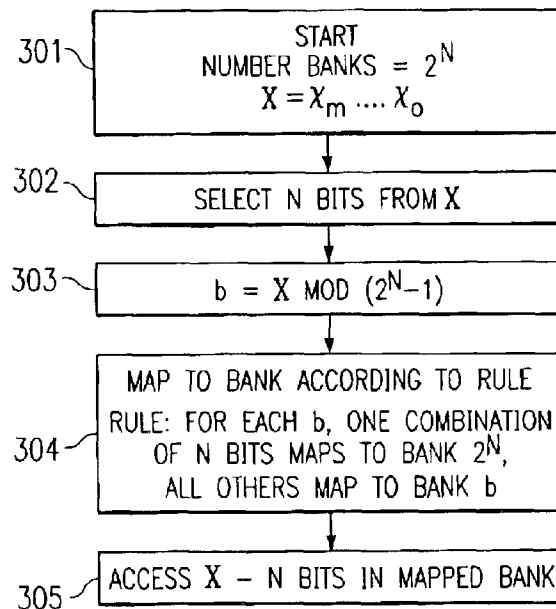 301
START
NUMBER BANKS = 2^N
X = X_m .... X_o
302
SELECT N BITS FROM X
303
b = X MOD (2^N-1)
304
MAP TO BANK ACCORDING TO RULE
RULE: FOR EACH b, ONE COMBINATION
OF N BITS MAPS TO BANK 2^N,
ALL OTHERS MAP TO BANK b
305
ACCESS X - N BITS IN MAPPED BANK